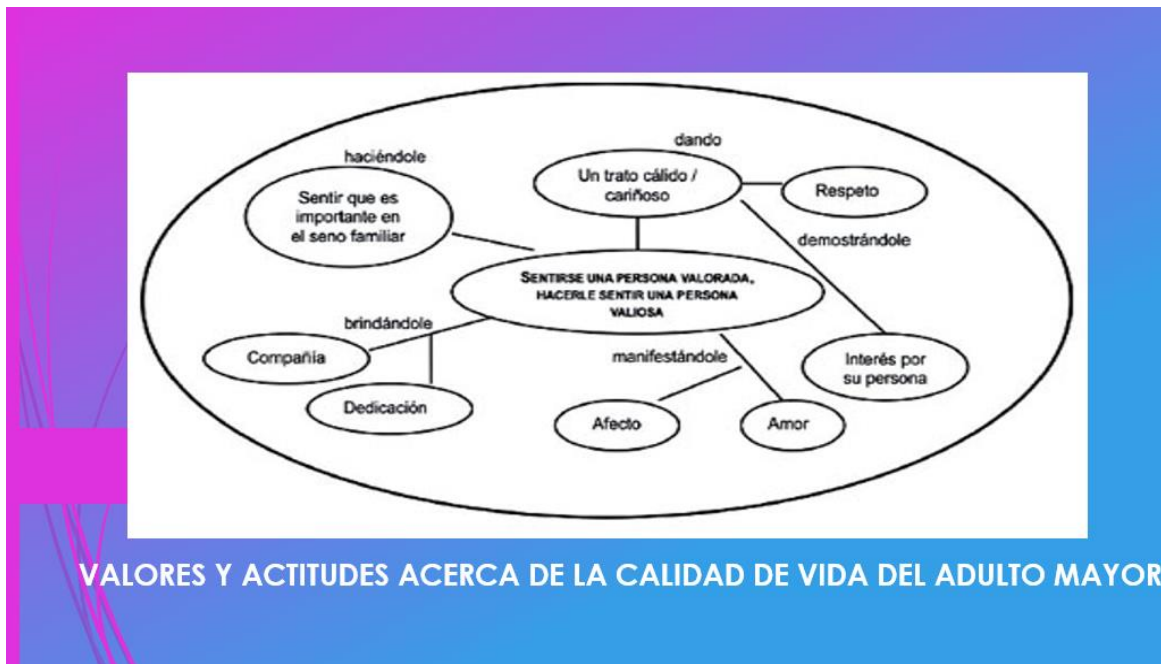 haciéndole
Sentir que es
importante en
el seno familiar
dando
Un trato cálido /
cariñoso
Respeto
demostrándole
SENTIRSE UNA PERSONA VALORADA,
HACERLE SENTIR UNA PERSONA
VALIOSA
brindándole
Compañía
Dedicación
manifestándole
Afecto
Amor
Interés por
su persona
VALORES Y ACTITUDES ACERCA DE LA CALIDAD DE VIDA DEL ADULTO MAYOR